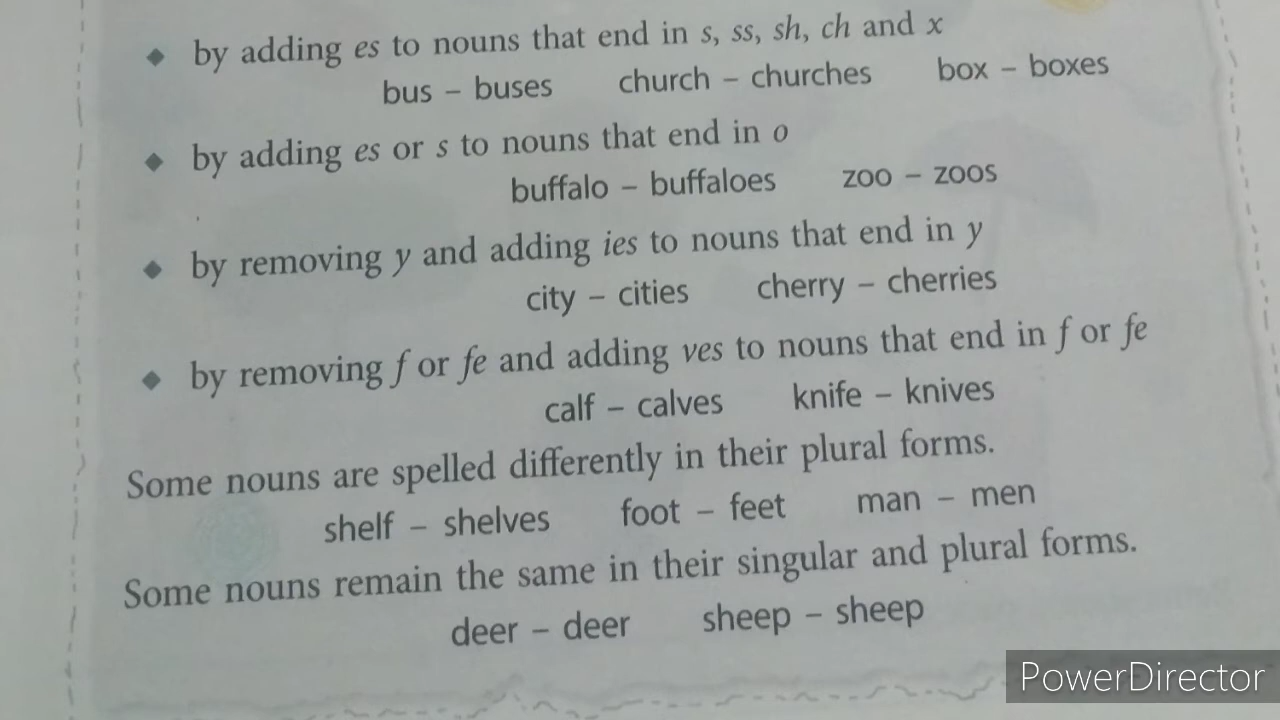 ◆ by adding es to nouns that end in s, ss, sh, ch and x
bus – buses church – churches box – boxes
◆ by adding es or s to nouns that end in o
buffalo – buffaloes zoo – zoos
◆ by removing y and adding ies to nouns that end in y
city – cities cherry – cherries
◆ by removing f or fe and adding ves to nouns that end in f or fe
calf – calves knife – knives
Some nouns are spelled differently in their plural forms.
shelf – shelves foot – feet man – men
Some nouns remain the same in their singular and plural forms.
deer – deer sheep – sheep
PowerDirector